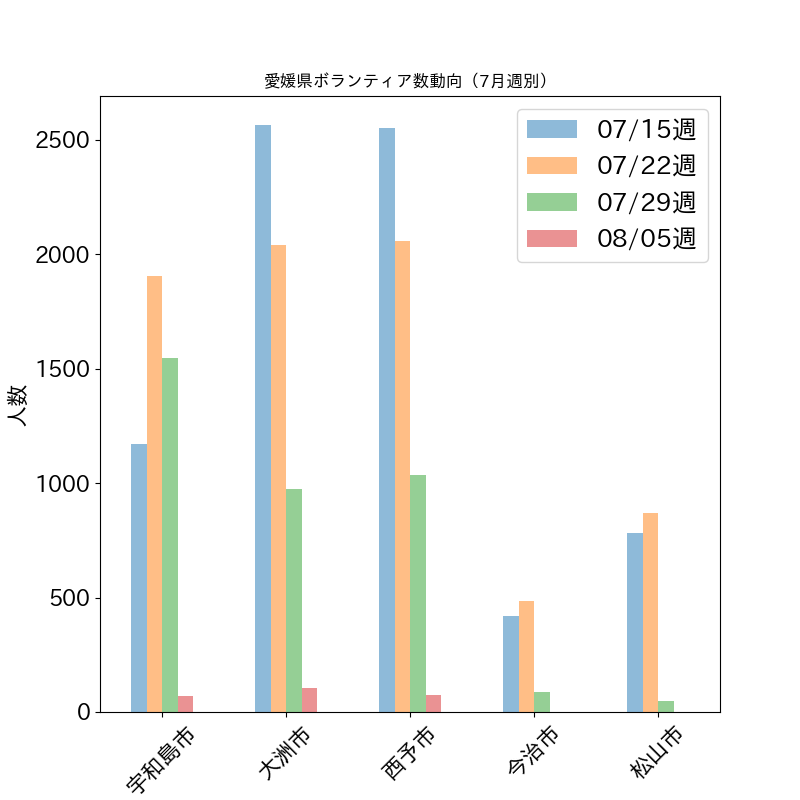 愛媛県ボランティア数動向（7月週別）
07/15週
07/22週
07/29週
08/05週
人数
2500
2000
1500
1000
500
0
宇和島市
大洲市
西予市
今治市
松山市